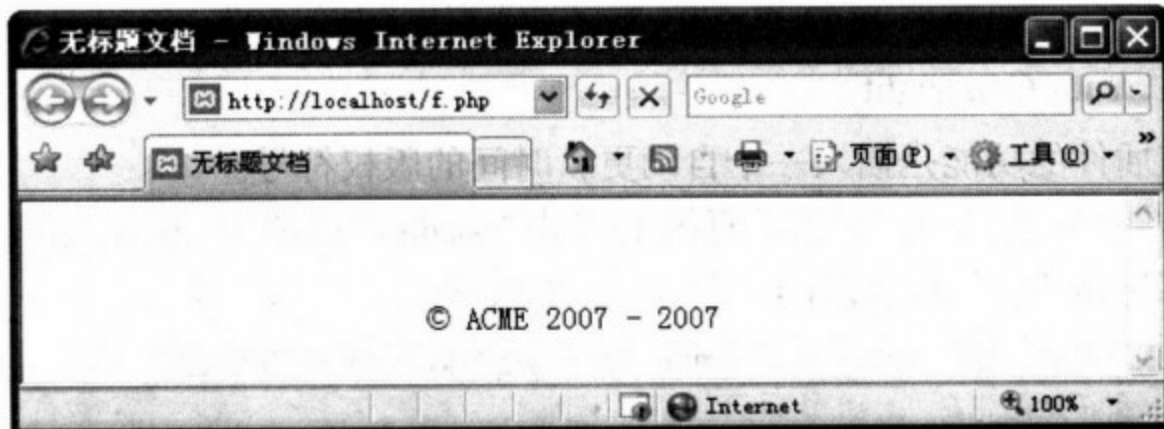 无标题文档 - Windows Internet Explorer
http://localhost/f.php
Google
无标题文档
页面(P)
工具(O)
»
© ACME 2007 - 2007
Internet
100%